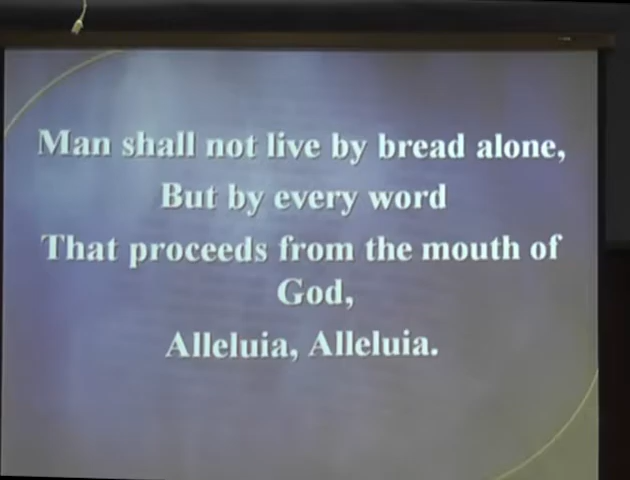 Man shall not live by bread alone,
But by every word
That proceeds from the mouth of
God,
Alleluia, Alleluia.